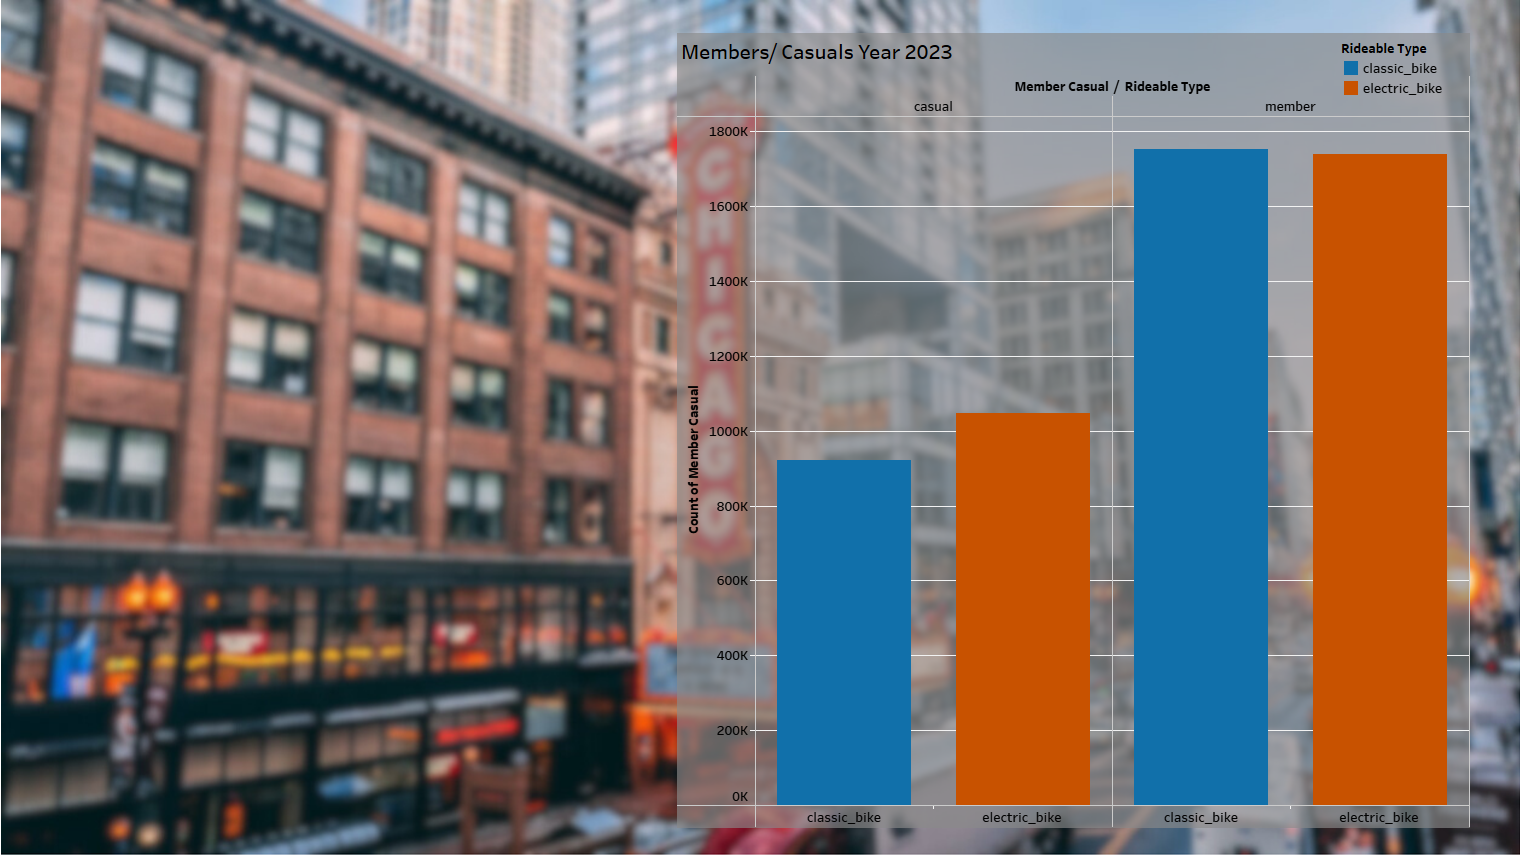 Members/ Casuals Year 2023
Rideable Type
classic_bike
electric_bike
Member Casual / Rideable Type
casual
member
Count of Member Casual
1800K
1600K
1400K
1200K
1000K
800K
600K
400K
200K
0K
classic_bike
electric_bike
classic_bike
electric_bike
CHICAGO